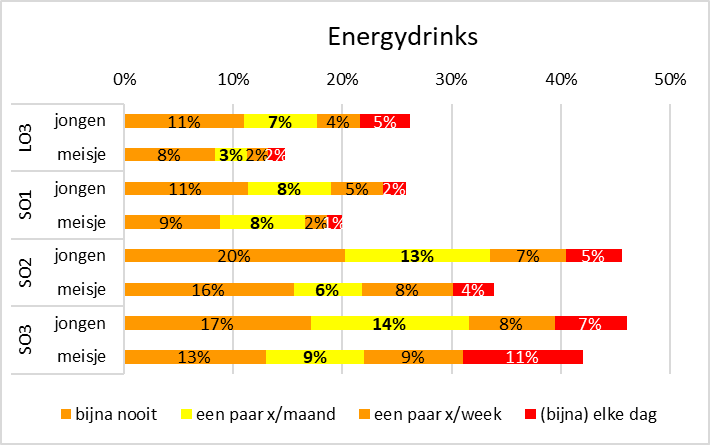 Energydrinks
0% 10% 20% 30% 40% 50%
LO3
jongen 11% 7% 4% 5%
meisje 8% 3% 2% 2%
SO1
jongen 11% 8% 5% 2%
meisje 9% 8% 2% 1%
SO2
jongen 20% 13% 7% 5%
meisje 16% 6% 8% 4%
SO3
jongen 17% 14% 8% 7%
meisje 13% 9% 9% 11%
bijna nooit een paar x/maand een paar x/week (bijna) elke dag